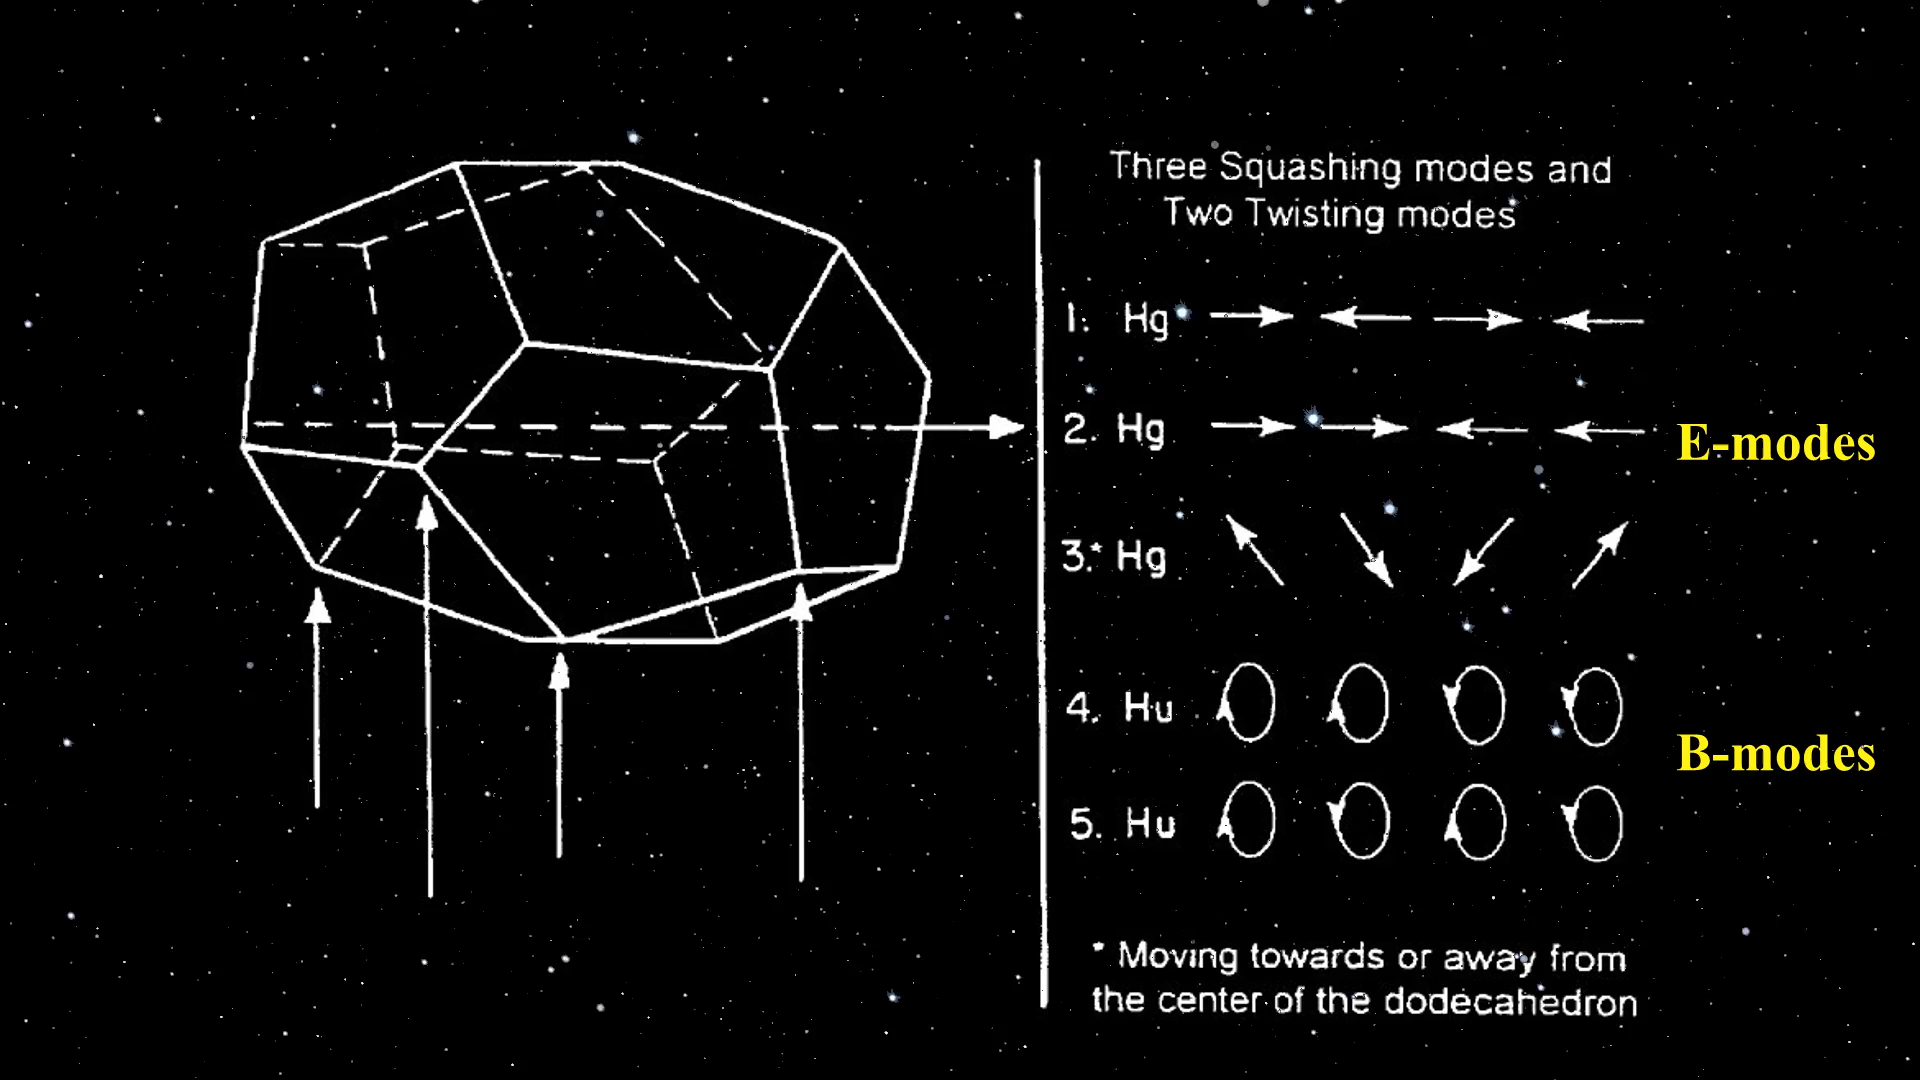 Three Squashing modes and
Two Twisting modes
1. Hg
2. Hg
E-modes
3.* Hg
4. Hu
B-modes
5. Hu
* Moving towards or away from
the center of the dodecahedron